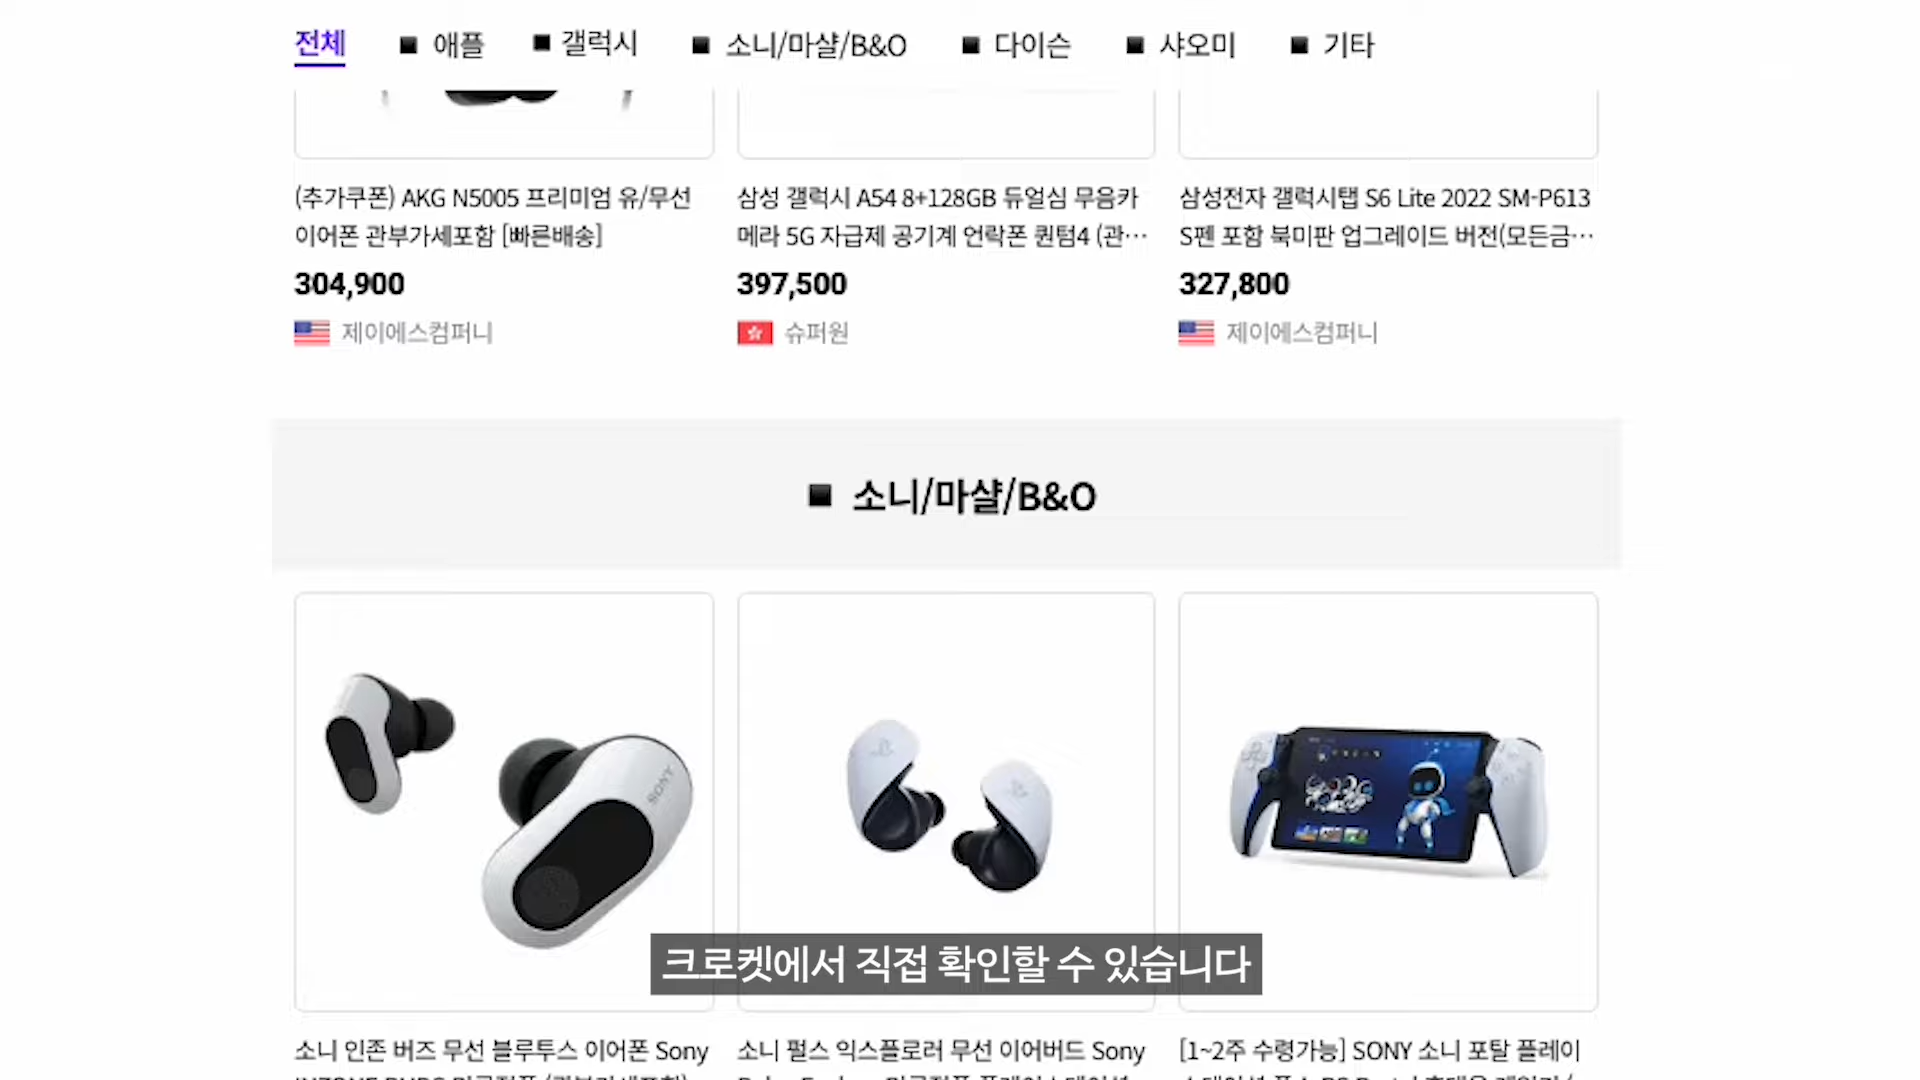 전체 애플 갤럭시 소니/마샬/B&O 다이슨 샤오미 기타
(추가쿠폰) AKG N5005 프리미엄 유/무선
이어폰 관부가세포함 [빠른배송]
304,900
제이에스컴퍼니
삼성 갤럭시 A54 8+128GB 듀얼심 무음카
메라 5G 자급제 공기계 언락폰 퀀텀4 (관…
397,500
슈퍼원
삼성전자 갤럭시탭 S6 Lite 2022 SM-P613
S펜 포함 북미판 업그레이드 버전(모든금…
327,800
제이에스컴퍼니
소니/마샬/B&O
SONY
크로켓에서 직접 확인할 수 있습니다
소니 인존 버즈 무선 블루투스 이어폰 Sony
소니 펄스 익스플로러 무선 이어버드 Sony
[1~2주 수령가능] SONY 소니 포탈 플레이